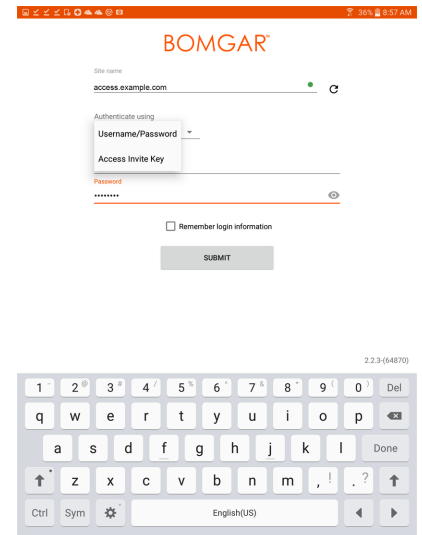 36% 8:57 AM
BOMGAR™
Site name
access.example.com
Authenticate using
Username/Password
Access Invite Key
Password
••••••••
Remember login information
SUBMIT
2.2.3-(64870)
1 - 2 @ 3 # 4 / 5 % 6 ' 7 & 8 * 9 ( 0 ) Del
q w e r t y u i o p
a s d f g h j k l Done
z x c v b n m , ! . ?
Ctrl Sym English(US)